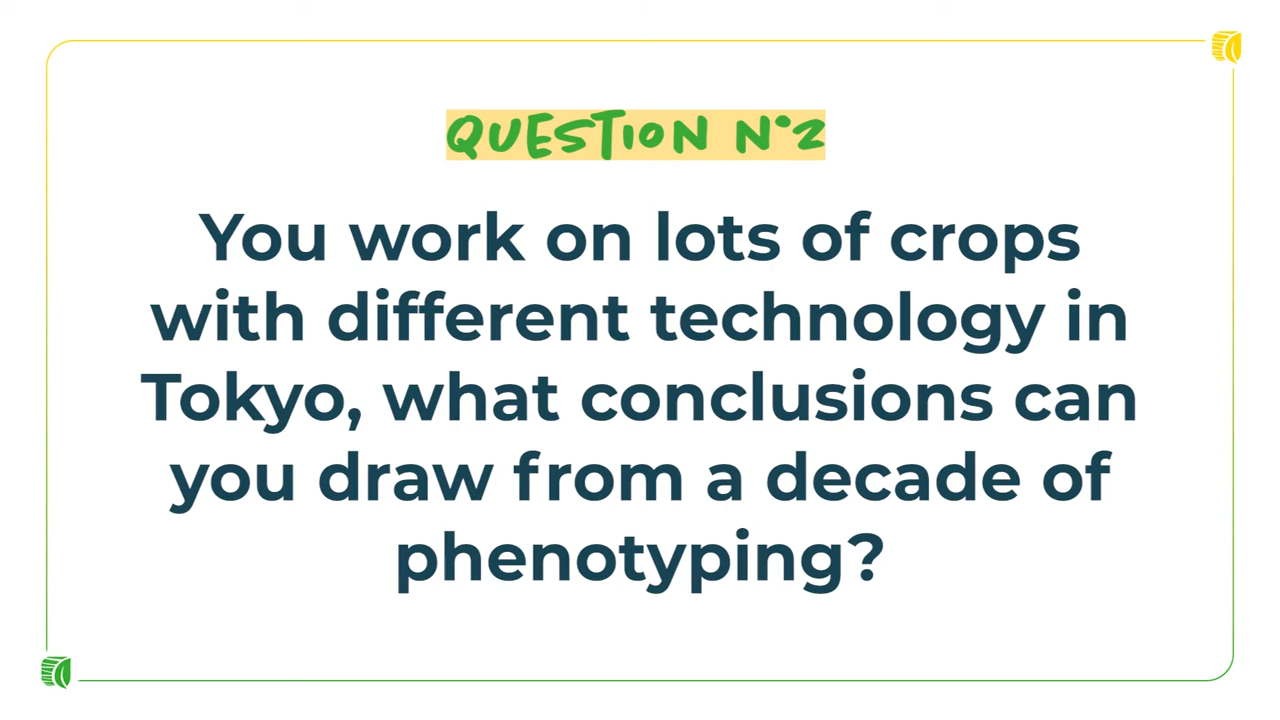 QUESTION N°2
You work on lots of crops
with different technology in
Tokyo, what conclusions can
you draw from a decade of
phenotyping?